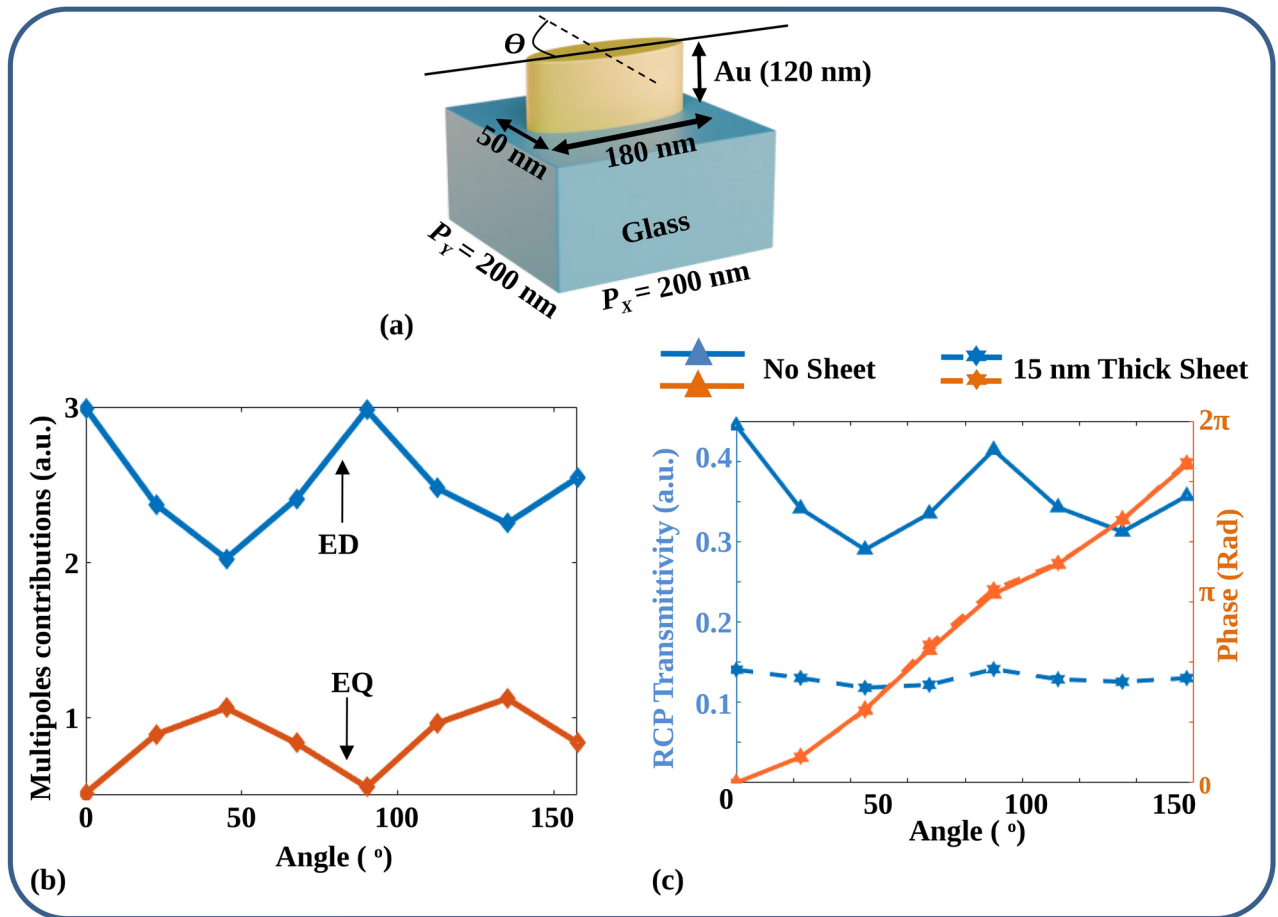 Ɵ
Au (120 nm)
50 nm
180 nm
Glass
P_Y = 200 nm
P_X = 200 nm
(a)
No Sheet
15 nm Thick Sheet
Multipoles contributions (a.u.)
3
2
1
ED
EQ
0
50
100
150
Angle ( º)
(b)
RCP Transmittivity (a.u.)
0.4
0.3
0.2
0.1
2π
π
0
Phase (Rad)
0
50
100
150
Angle ( º)
(c)